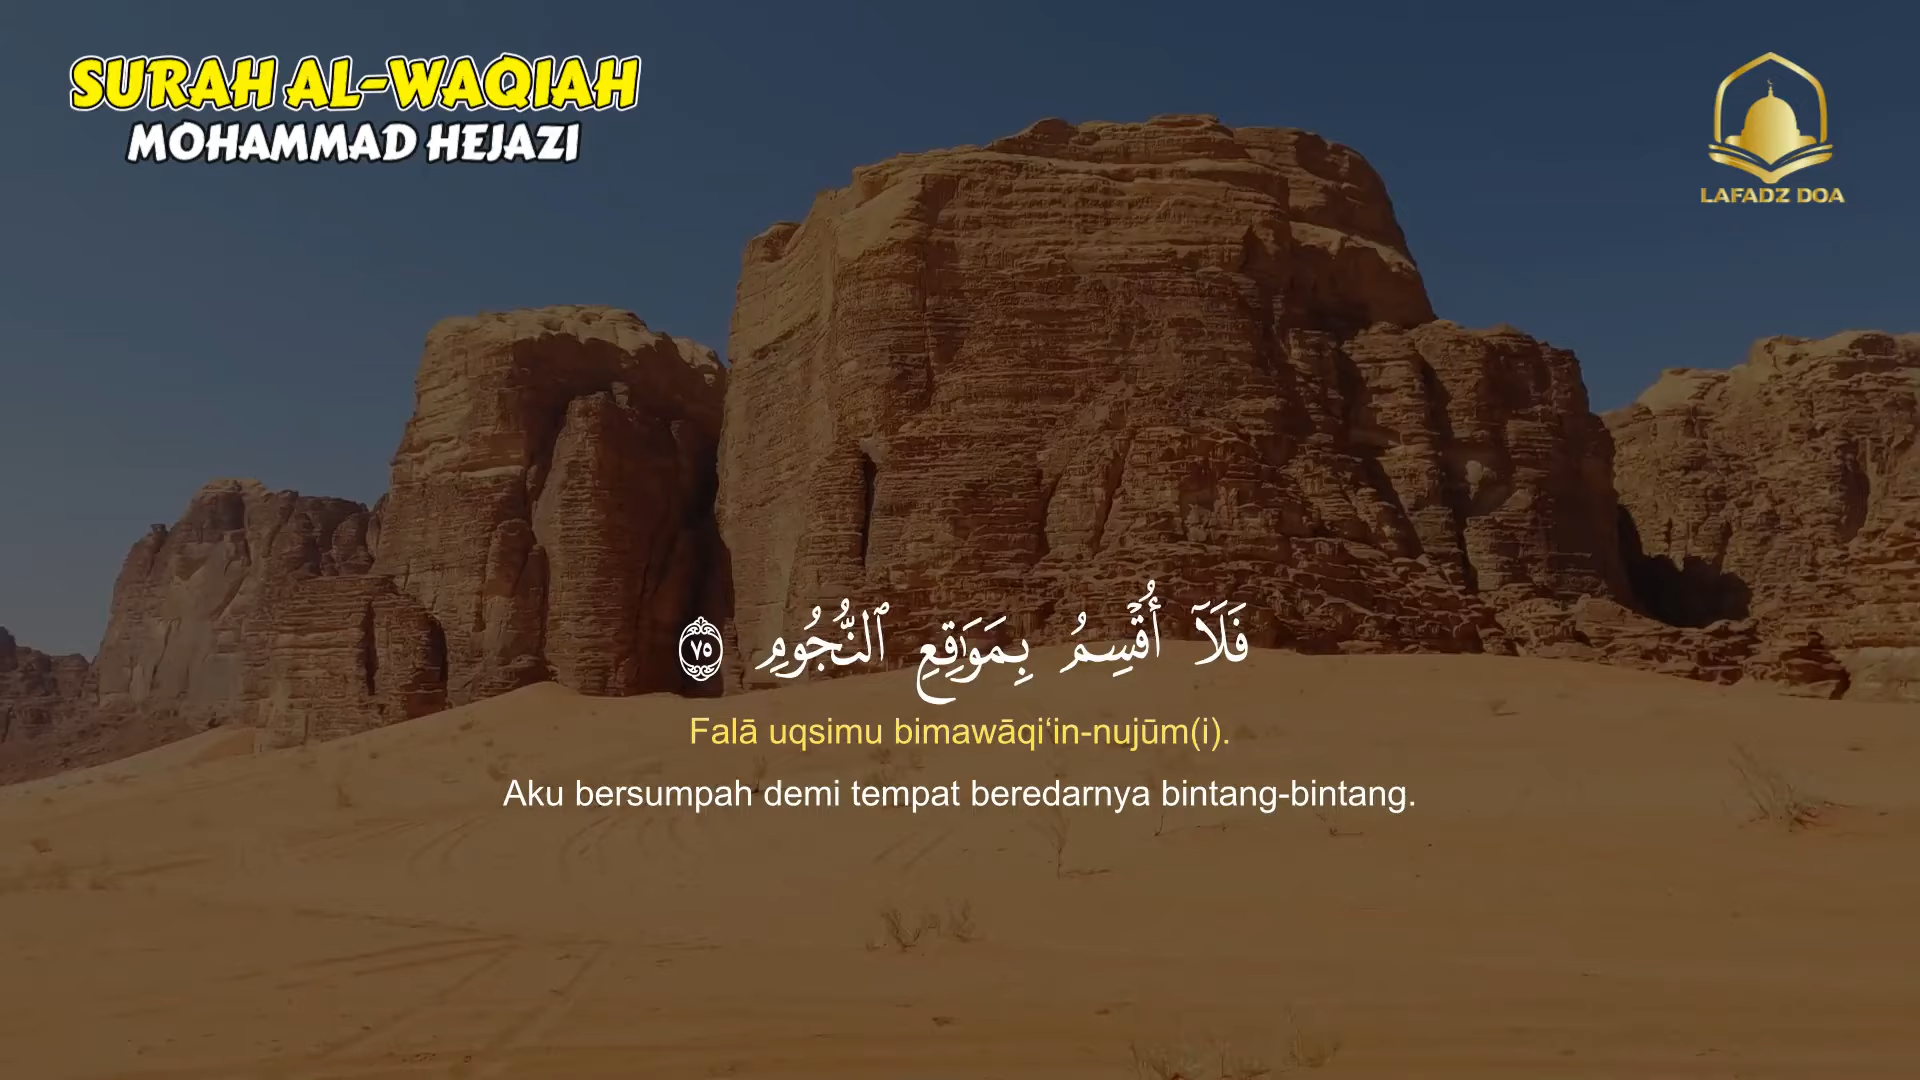 SURAH AL-WAQIAH
MOHAMMAD HEJAZI
LAFADZ DOA
فَلَآ أُقْسِمُ بِمَوَٰقِعِ ٱلنُّجُومِ ٧٥
Falā uqsimu bimawāqi‘in-nujūm(i).
Aku bersumpah demi tempat beredarnya bintang-bintang.